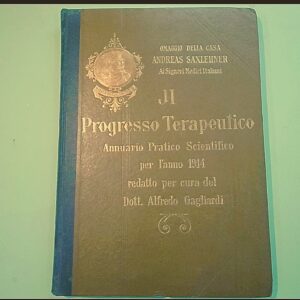 OMAGGIO DELLA CASA
ANDREAS SAXLEHNER
Ai Signori Medici Italiani
Il
Progresso Terapeutico
Annuario Pratico Scientifico
per l'anno 1914
redatto per cura del
Dott. Alfredo Gagliardi